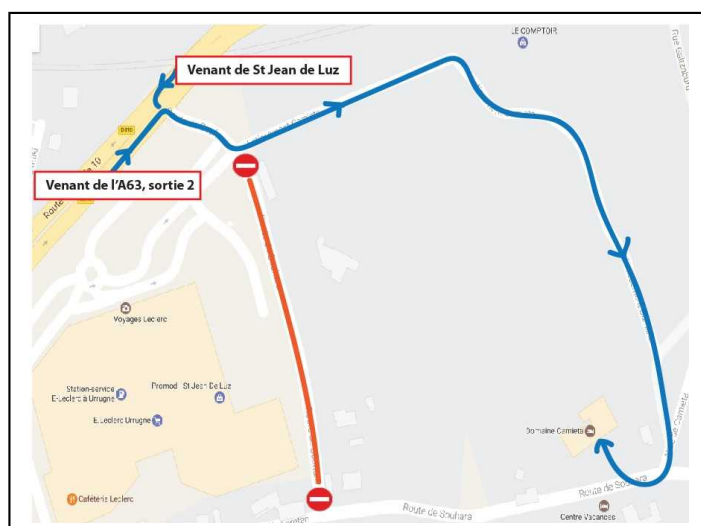 LE COMPTOIR
Venant de St Jean de Luz
D810
Venant de l'A63, sortie 2
Voyages Leclerc
Station-service
E-Leclerc à Urrugne
Promod - St Jean De Luz
E.Leclerc Urrugne
Cafétéria Leclerc
Domaine Camieta
Route de Souhara
Route de Souhara
Centre Vacances